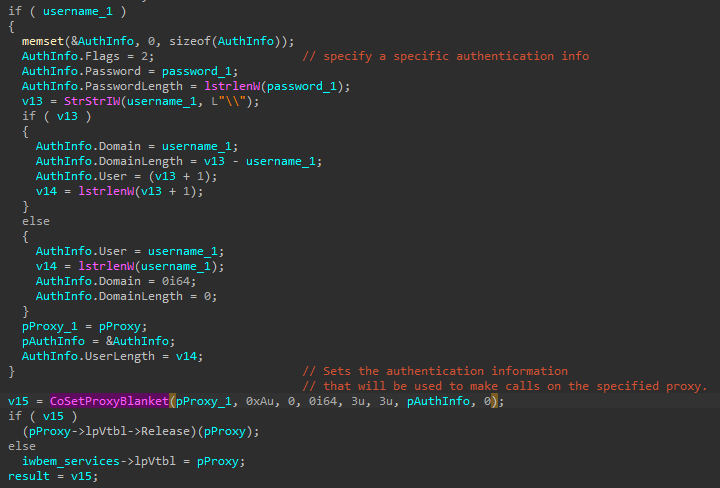 if ( username_1 )
{
memset(&AuthInfo, 0, sizeof(AuthInfo));
AuthInfo.Flags = 2; // specify a specific authentication info
AuthInfo.Password = password_1;
AuthInfo.PasswordLength = lstrlenW(password_1);
v13 = StrStrIW(username_1, L"\\");
if ( v13 )
{
AuthInfo.Domain = username_1;
AuthInfo.DomainLength = v13 - username_1;
AuthInfo.User = (v13 + 1);
v14 = lstrlenW(v13 + 1);
}
else
{
AuthInfo.User = username_1;
v14 = lstrlenW(username_1);
AuthInfo.Domain = 0i64;
AuthInfo.DomainLength = 0;
}
pProxy_1 = pProxy;
pAuthInfo = &AuthInfo;
AuthInfo.UserLength = v14;
} // Sets the authentication information
// that will be used to make calls on the specified proxy.
v15 = CoSetProxyBlanket(pProxy_1, 0xAu, 0, 0i64, 3u, 3u, pAuthInfo, 0);
if ( v15 )
(pProxy->lpVtbl->Release)(pProxy);
else
iwbem_services->lpVtbl = pProxy;
result = v15;